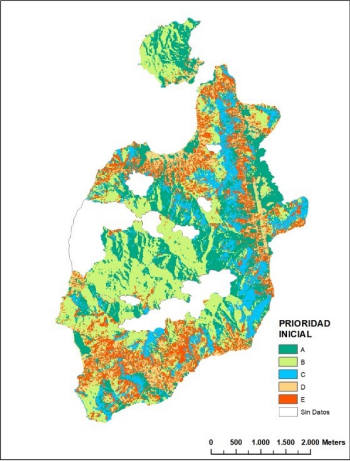 PRIORIDAD
INICIAL
A
B
C
D
E
Sin Datos
0 500 1.000 1.500 2.000 Meters